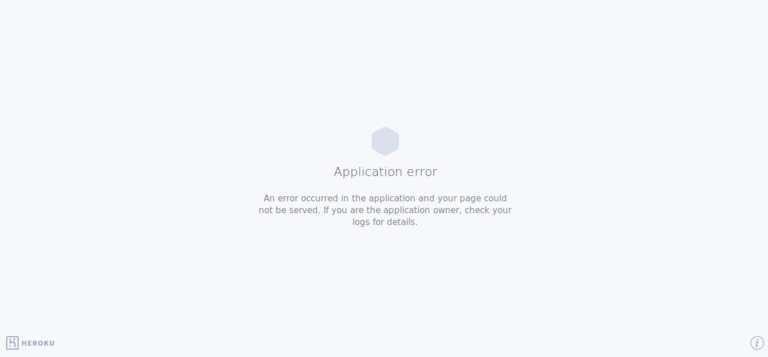 Application error
An error occurred in the application and your page could
not be served. If you are the application owner, check your
logs for details.
HEROKU
i